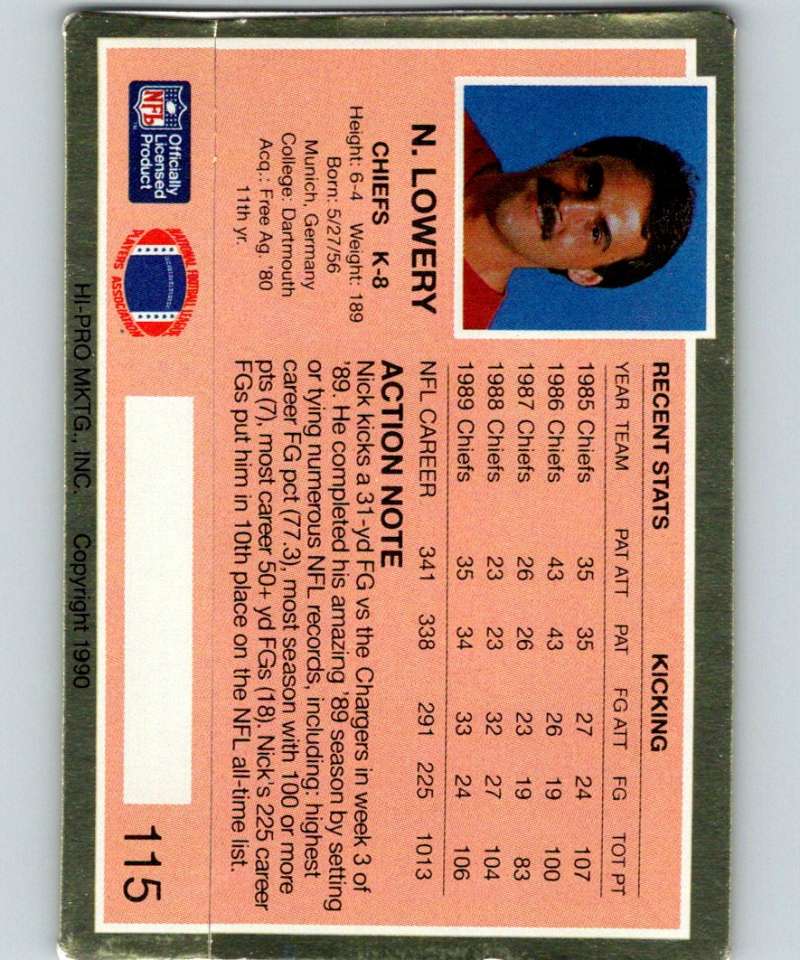 N. LOWERY
CHIEFS K-8
Height: 6-4 Weight: 189
Born: 5/27/56
Munich, Germany
College: Dartmouth
Acq.: Free Ag. '80
11th yr.
RECENT STATS KICKING
YEAR TEAM PAT ATT PAT FG ATT FG TOT PT
1985 Chiefs 35 35 27 24 107
1986 Chiefs 43 43 26 19 100
1987 Chiefs 26 26 23 19 83
1988 Chiefs 23 23 32 27 104
1989 Chiefs 35 34 33 24 106
NFL CAREER 341 338 291 225 1013
ACTION NOTE
Nick kicks a 31-yd FG vs the Chargers in week 3 of
'89. He completed his amazing '89 season by setting
or tying numerous NFL records, including: highest
career FG pct (77.3), most season with 100 or more
pts (7), most career 50+ yd FGs (18). Nick's 225 career
FGs put him in 10th place on the NFL all-time list.
NFL
Officially
Licensed
Product
NATIONAL FOOTBALL LEAGUE
PLAYERS ASSOCIATION
115
HI-PRO MKTG., INC. Copyright 1990